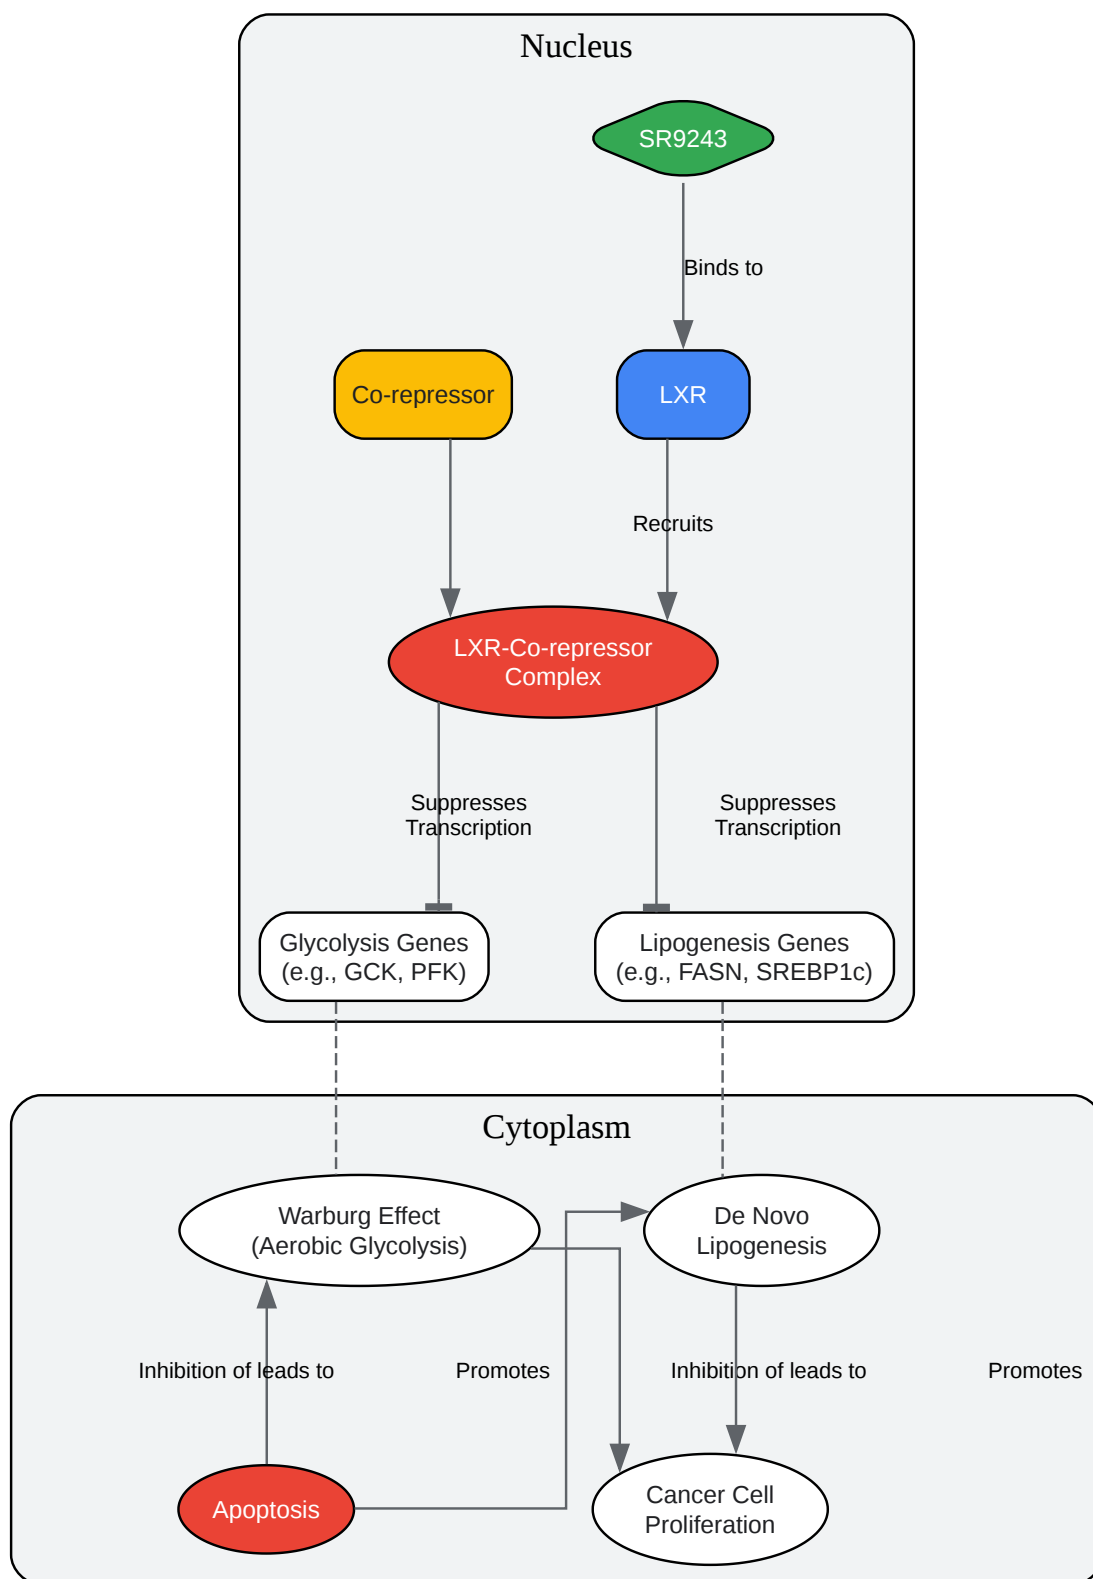 Nucleus
SR9243
Binds to
Co-repressor
LXR
Recruits
LXR-Co-repressor
Complex
Suppresses
Transcription
Suppresses
Transcription
Glycolysis Genes
(e.g., GCK, PFK)
Lipogenesis Genes
(e.g., FASN, SREBP1c)
Cytoplasm
Warburg Effect
(Aerobic Glycolysis)
De Novo
Lipogenesis
Inhibition of leads to
Promotes
Inhibition of leads to
Promotes
Apoptosis
Cancer Cell
Proliferation